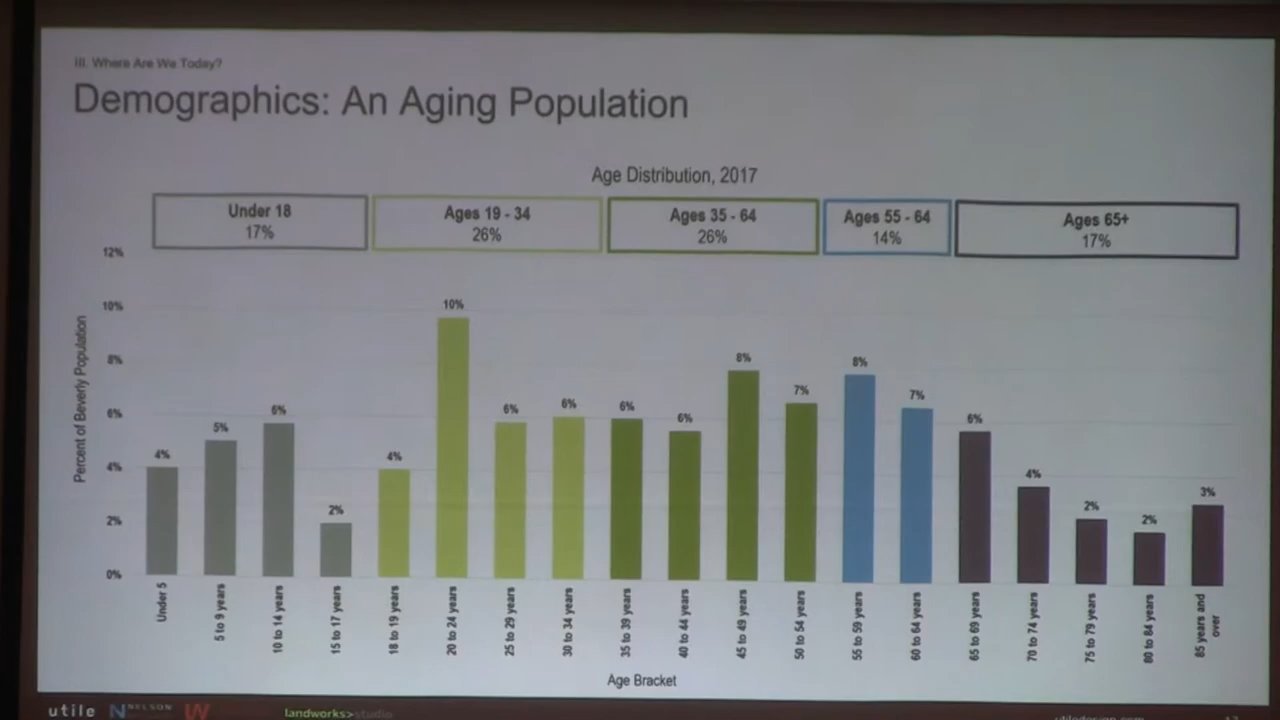 III. Where Are We Today?
Demographics: An Aging Population
Age Distribution, 2017
Under 18
17%
Ages 19 - 34
26%
Ages 35 - 64
26%
Ages 55 - 64
14%
Ages 65+
17%
Percent of Beverly Population
12%
10%
8%
6%
4%
2%
0%
4%
5%
6%
2%
4%
10%
6%
6%
6%
6%
8%
7%
8%
7%
6%
4%
2%
2%
3%
Under 5
5 to 9 years
10 to 14 years
15 to 17 years
18 to 19 years
20 to 24 years
25 to 29 years
30 to 34 years
35 to 39 years
40 to 44 years
45 to 49 years
50 to 54 years
55 to 59 years
60 to 64 years
65 to 69 years
70 to 74 years
75 to 79 years
80 to 84 years
85 years and
over
Age Bracket
utile
NELSON
W
landworks>studio